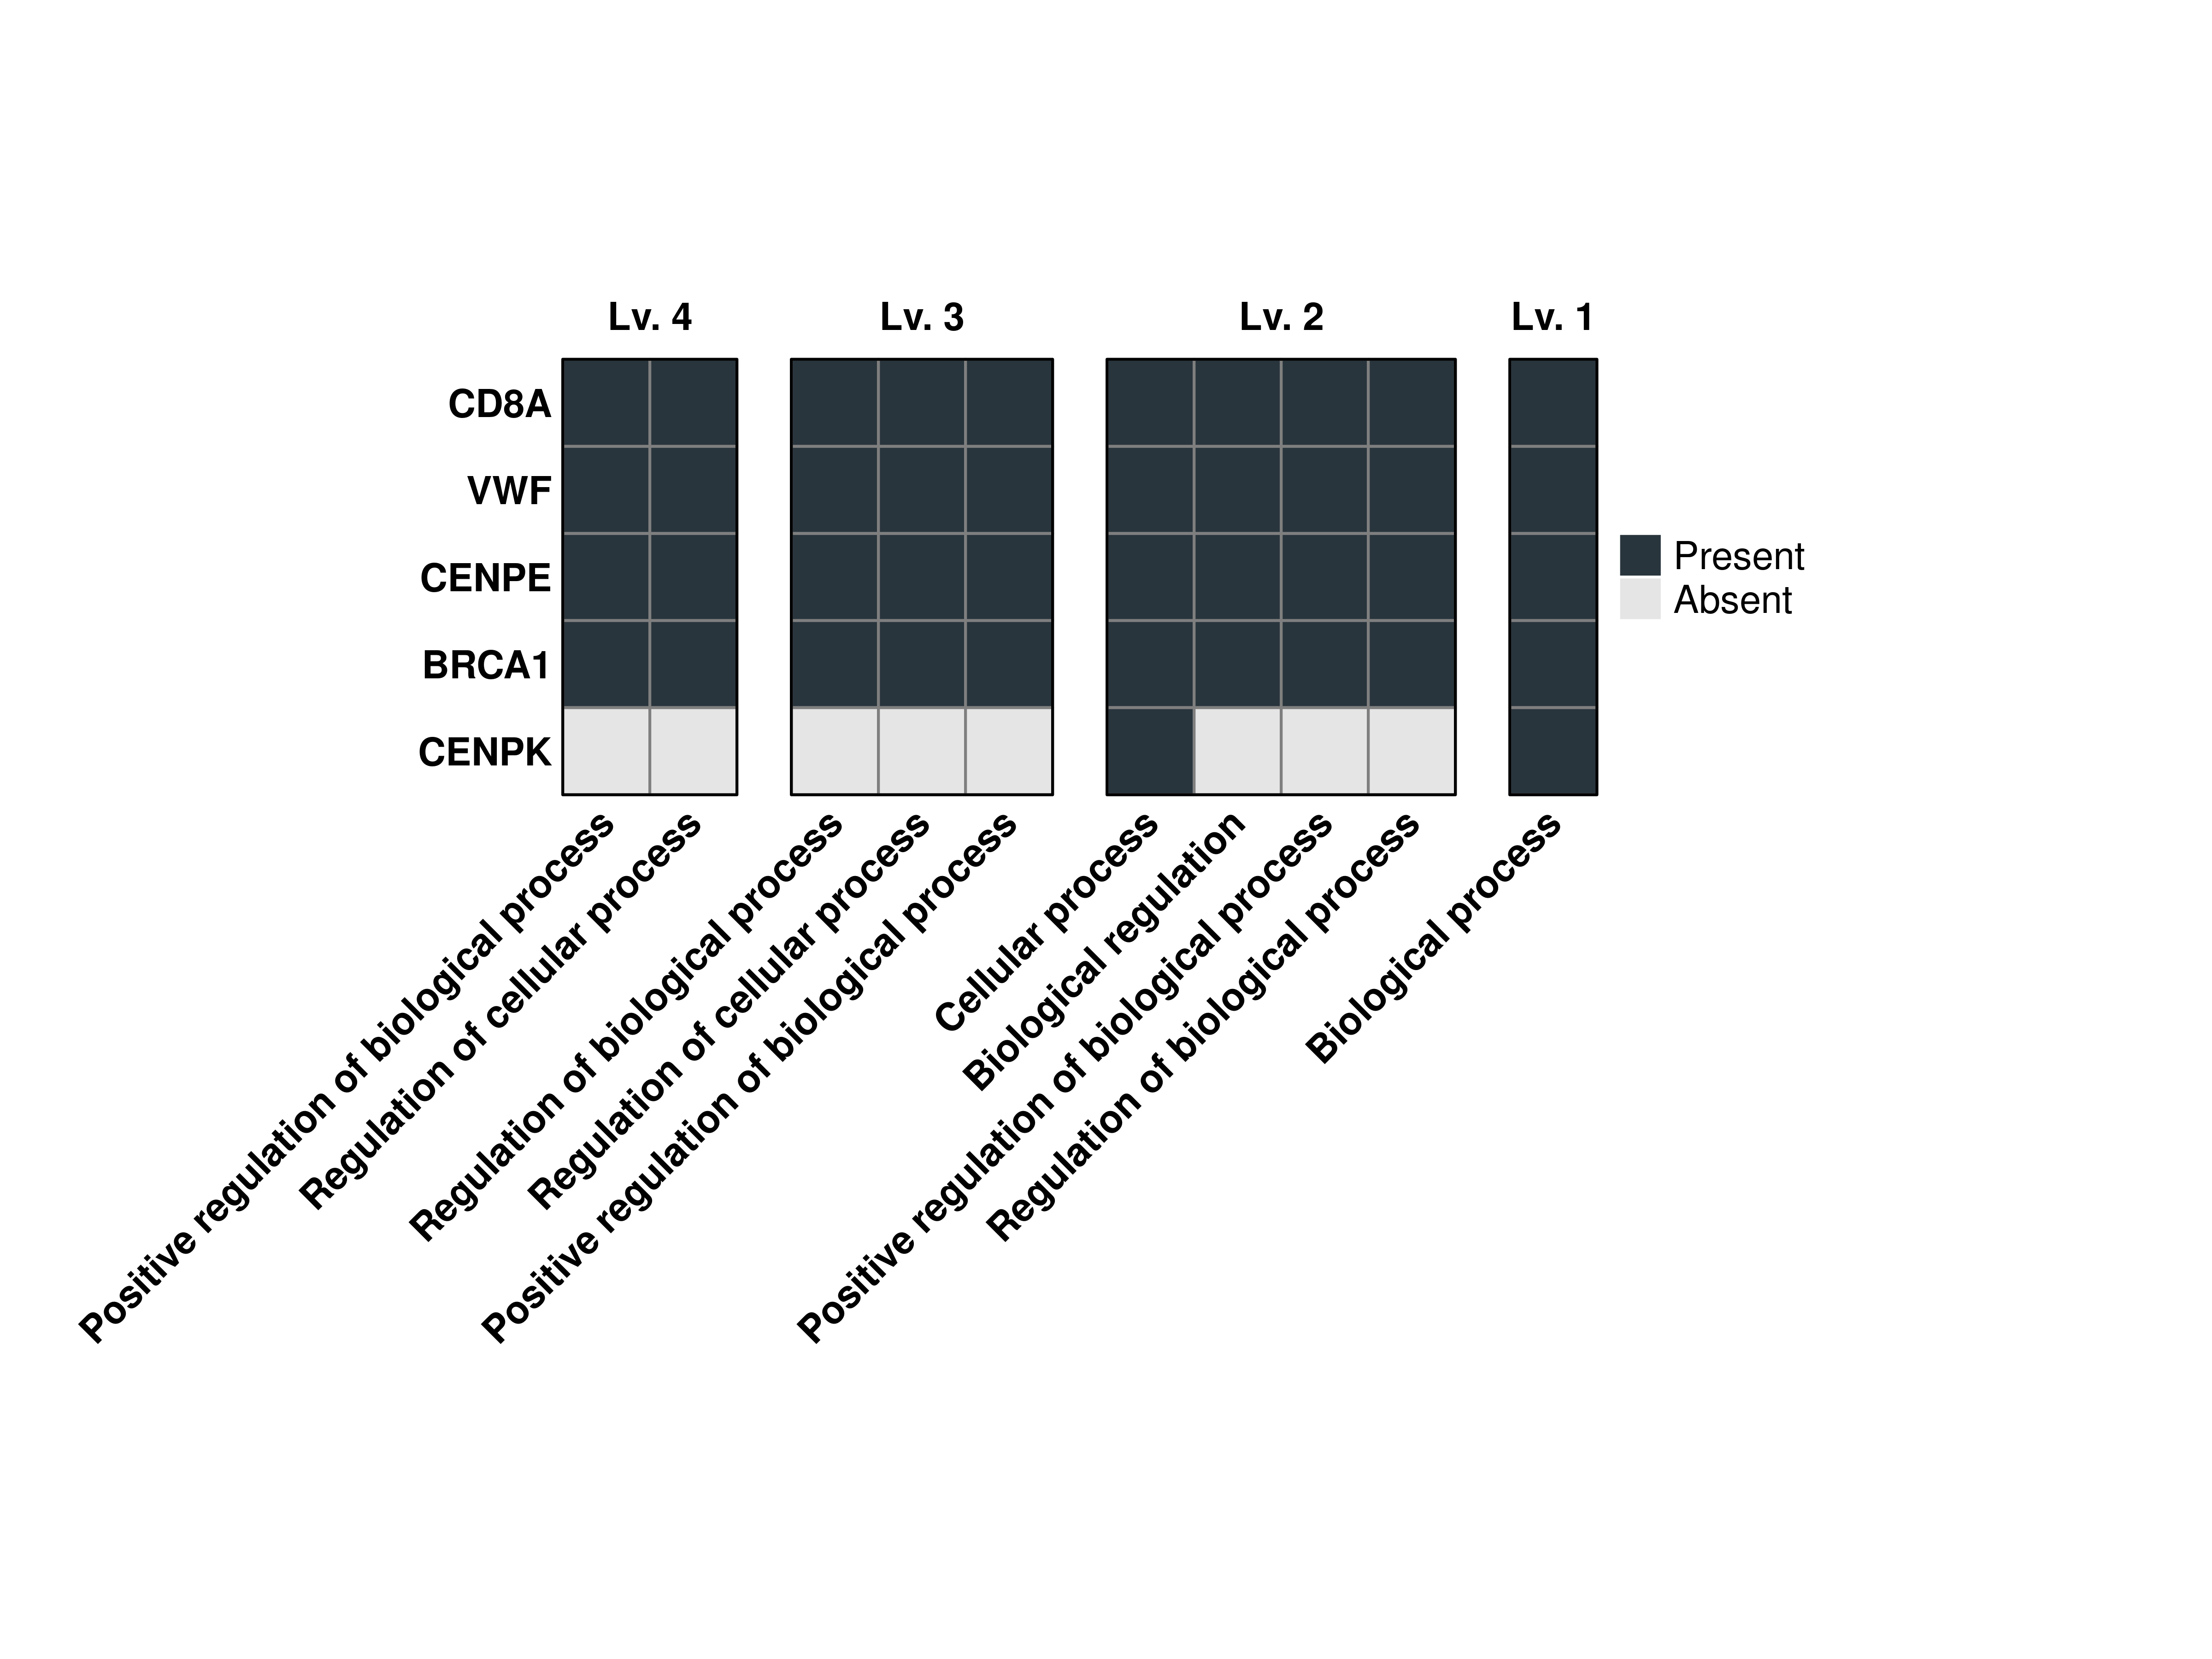 Lv. 4
Lv. 3
Lv. 2
Lv. 1
CD8A
VWF
CENPE
BRCA1
CENPK
Present
Absent
Positive regulation of biological process
Regulation of cellular process
Regulation of biological process
Regulation of cellular process
Positive regulation of biological process
Cellular process
Biological regulation
Positive regulation of biological process
Regulation of biological process
Biological process